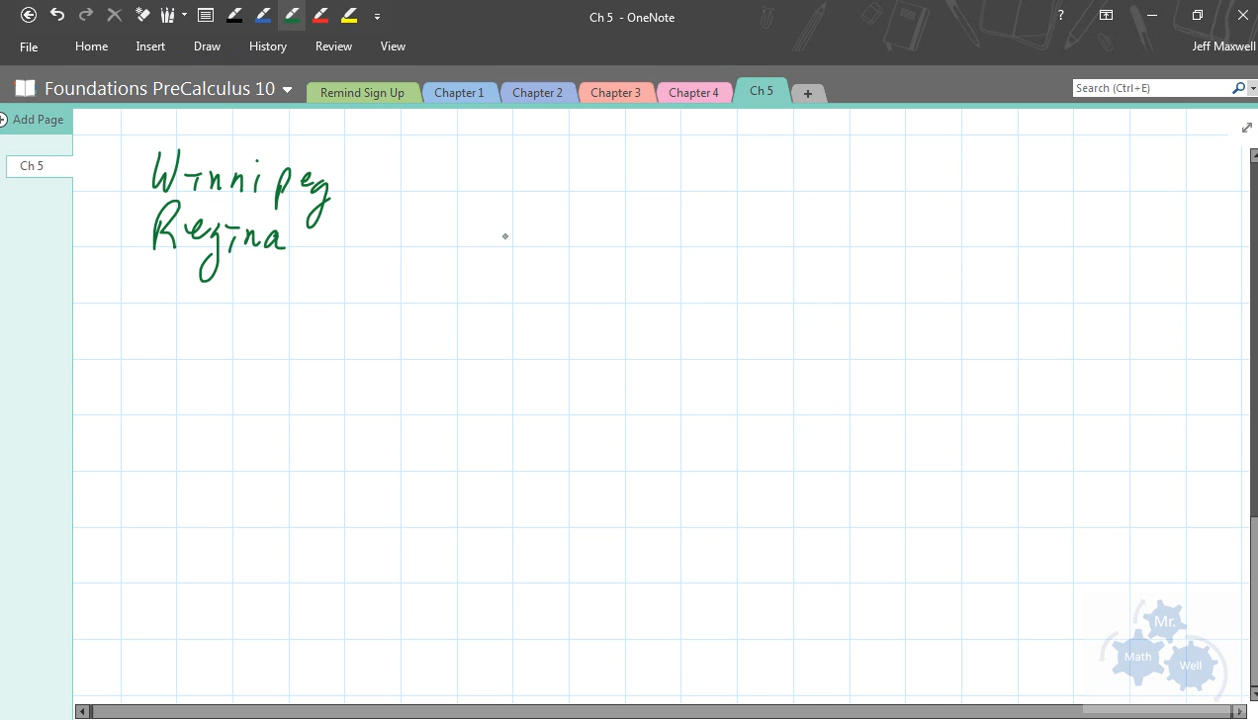 Ch 5 - OneNote
?
File
Home
Insert
Draw
History
Review
View
Jeff Maxwell
Foundations PreCalculus 10
Remind Sign Up
Chapter 1
Chapter 2
Chapter 3
Chapter 4
Ch 5
Search (Ctrl+E)
Add Page
Ch 5
Winnipeg
Regina
Mr.
Math
Well